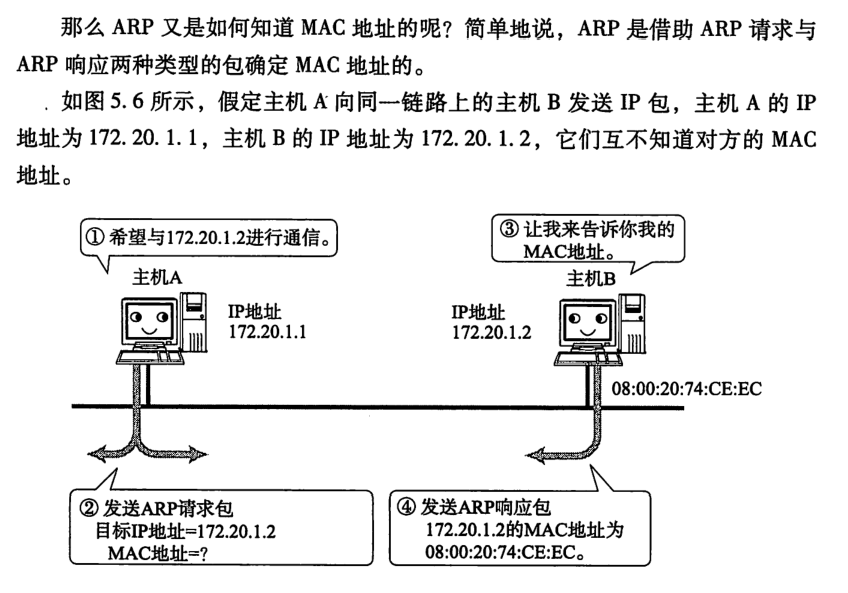 那么 ARP 又是如何知道 MAC 地址的呢？简单地说，ARP 是借助 ARP 请求与
ARP 响应两种类型的包确定 MAC 地址的。
如图 5.6 所示，假定主机 A 向同一链路上的主机 B 发送 IP 包，主机 A 的 IP
地址为 172. 20. 1. 1，主机 B 的 IP 地址为 172. 20. 1. 2，它们互不知道对方的 MAC
地址。
① 希望与172.20.1.2进行通信。
③ 让我来告诉你我的
MAC地址。
主机A
主机B
IP地址
172.20.1.1
IP地址
172.20.1.2
08:00:20:74:CE:EC
② 发送ARP请求包
目标IP地址=172.20.1.2
MAC地址=?
④ 发送ARP响应包
172.20.1.2的MAC地址为
08:00:20:74:CE:EC。